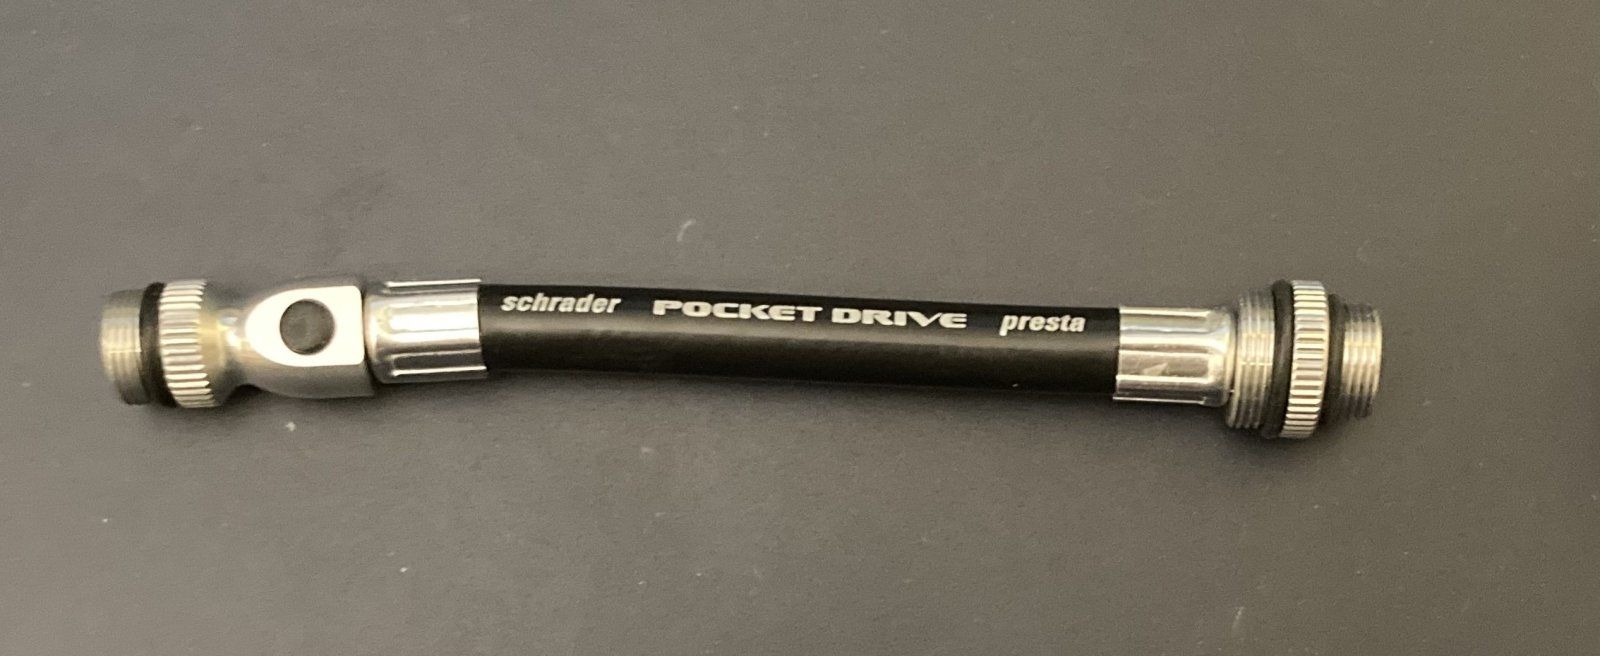 schrader POCKET DRIVE presta